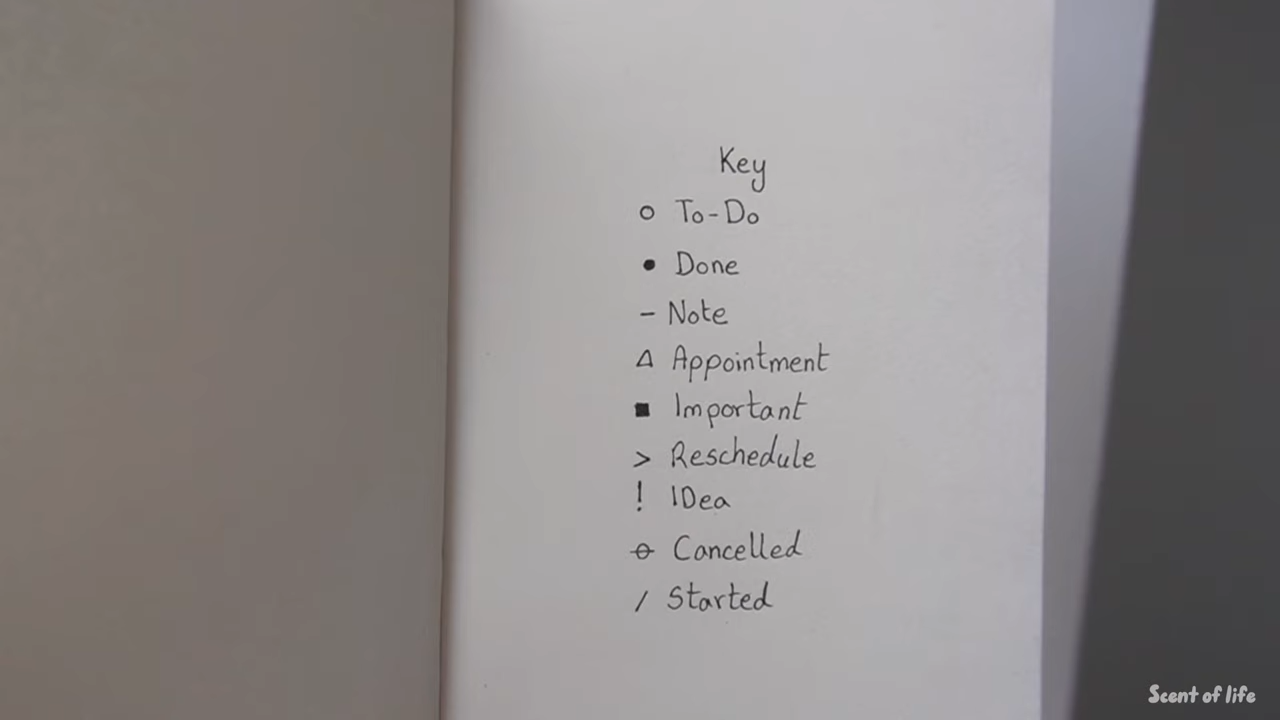 Key
○ To-Do
● Done
– Note
△ Appointment
■ Important
> Reschedule
! IDea
⦵ Cancelled
/ Started
Scent of life